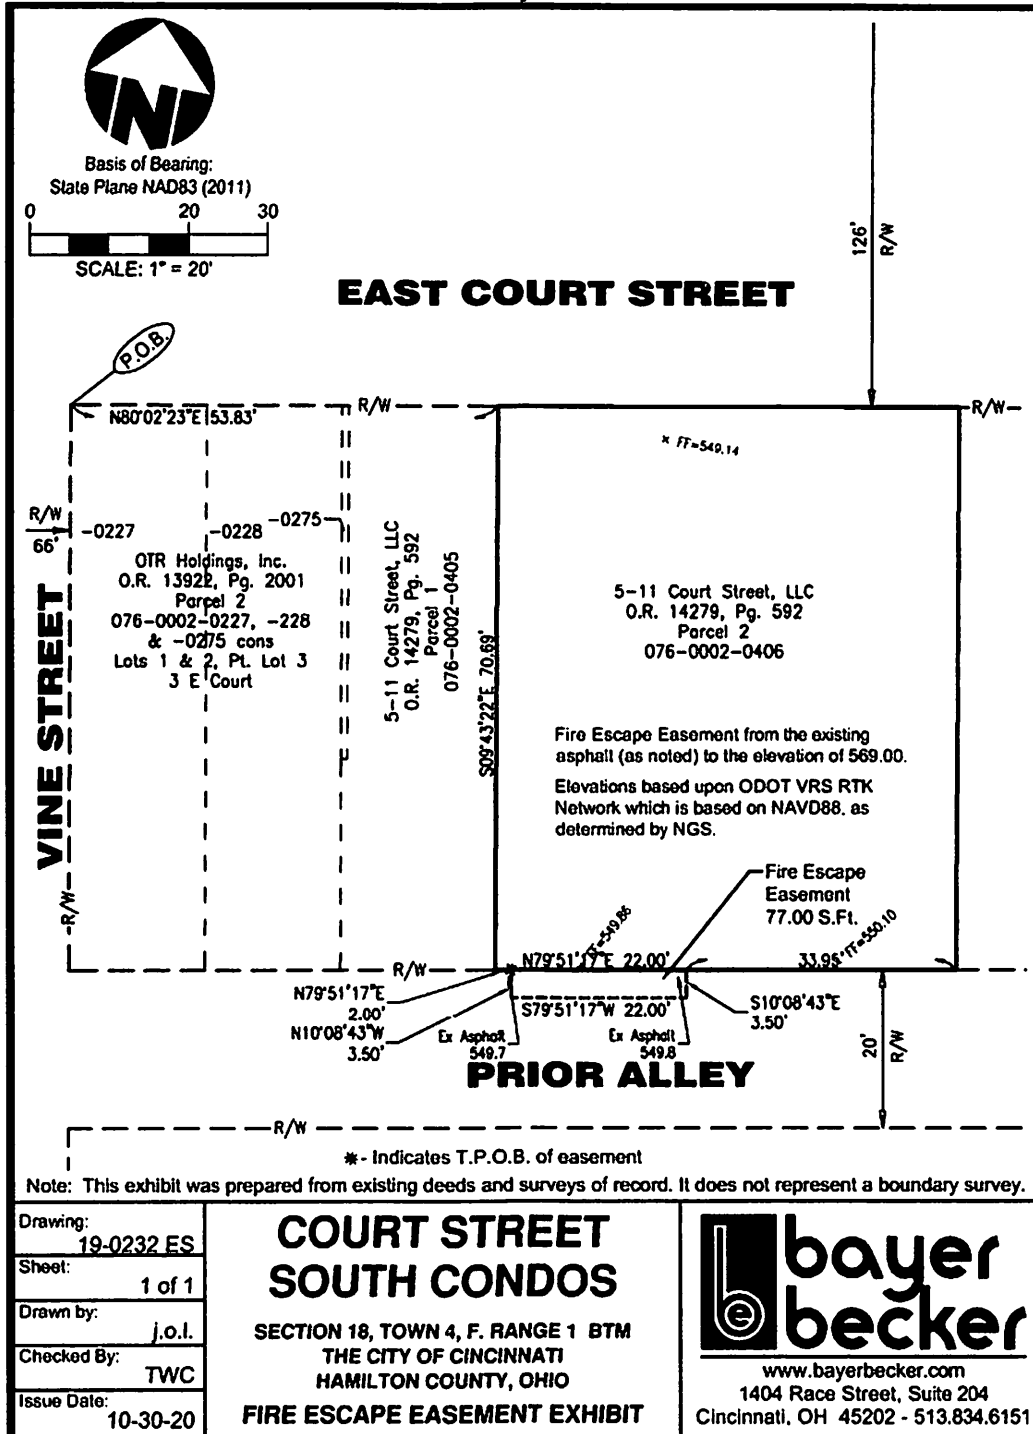 N
Basis of Bearing:
State Plane NAD83 (2011)
0 20 30
SCALE: 1" = 20'
126'
R/W
EAST COURT STREET
P.O.B.
N80°02'23"E 53.83'
R/W
R/W
FF=549.14
R/W
66'
-0227
-0228
-0275
OTR Holdings, Inc.
O.R. 13922, Pg. 2001
Parcel 2
076-0002-0227, -228
& -0275 cons
Lots 1 & 2, Pt. Lot 3
3 E Court
VINE STREET
R/W
5-11 Court Street, LLC
O.R. 14279, Pg. 592
Parcel 1
076-0002-0405
S09°43'22"E 70.69'
5-11 Court Street, LLC
O.R. 14279, Pg. 592
Parcel 2
076-0002-0406
Fire Escape Easement from the existing
asphalt (as noted) to the elevation of 569.00.
Elevations based upon ODOT VRS RTK
Network which is based on NAVD88, as
determined by NGS.
Fire Escape
Easement
77.00 S.Ft.
FF=549.86
FF=550.10
R/W
N79°51'17"E 22.00'
33.95'
N79°51'17"E
2.00'
N10°08'43"W
3.50'
S79°51'17"W 22.00'
S10°08'43"E
3.50'
Ex Asphalt
549.7
Ex Asphalt
549.8
20'
R/W
PRIOR ALLEY
R/W
* - Indicates T.P.O.B. of easement
Note: This exhibit was prepared from existing deeds and surveys of record. It does not represent a boundary survey.
Drawing:
19-0232 ES
Sheet:
1 of 1
Drawn by:
j.o.l.
Checked By:
TWC
Issue Date:
10-30-20
COURT STREET
SOUTH CONDOS
SECTION 18, TOWN 4, F. RANGE 1 BTM
THE CITY OF CINCINNATI
HAMILTON COUNTY, OHIO
FIRE ESCAPE EASEMENT EXHIBIT
be
bayer
becker
www.bayerbecker.com
1404 Race Street, Suite 204
Cincinnati, OH 45202 - 513.834.6151